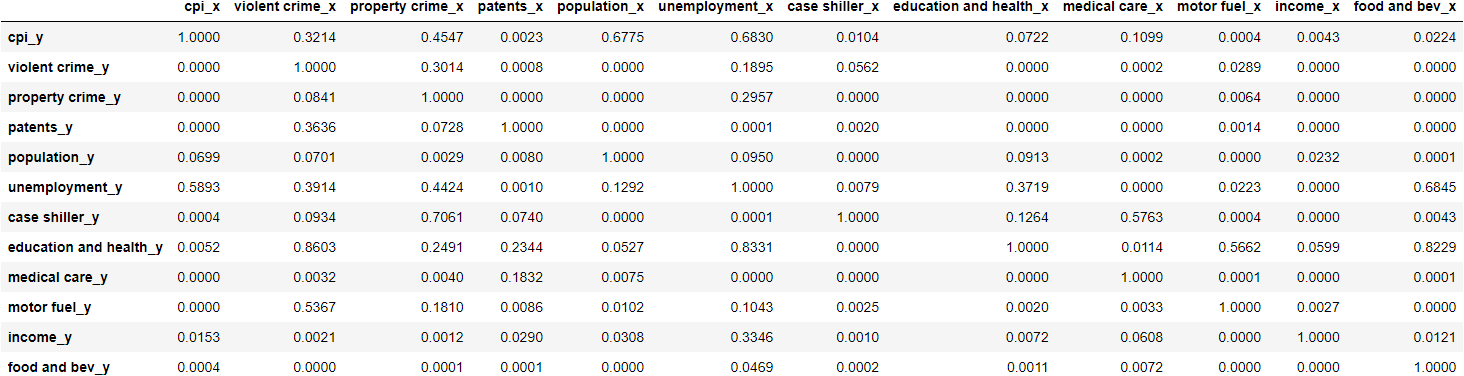 cpi_x violent crime_x property crime_x patents_x population_x unemployment_x case shiller_x education and health_x medical care_x motor fuel_x income_x food and bev_x
cpi_y 1.0000 0.3214 0.4547 0.0023 0.6775 0.6830 0.0104 0.0722 0.1099 0.0004 0.0043 0.0224
violent crime_y 0.0000 1.0000 0.3014 0.0008 0.0000 0.1895 0.0562 0.0000 0.0002 0.0289 0.0000 0.0000
property crime_y 0.0000 0.0841 1.0000 0.0000 0.0000 0.2957 0.0000 0.0000 0.0000 0.0064 0.0000 0.0000
patents_y 0.0000 0.3636 0.0728 1.0000 0.0000 0.0001 0.0020 0.0000 0.0000 0.0014 0.0000 0.0000
population_y 0.0699 0.0701 0.0029 0.0080 1.0000 0.0950 0.0000 0.0913 0.0002 0.0000 0.0232 0.0001
unemployment_y 0.5893 0.3914 0.4424 0.0010 0.1292 1.0000 0.0079 0.3719 0.0000 0.0223 0.0000 0.6845
case shiller_y 0.0004 0.0934 0.7061 0.0740 0.0000 0.0001 1.0000 0.1264 0.5763 0.0004 0.0000 0.0043
education and health_y 0.0052 0.8603 0.2491 0.2344 0.0527 0.8331 0.0000 1.0000 0.0114 0.5662 0.0599 0.8229
medical care_y 0.0000 0.0032 0.0040 0.1832 0.0075 0.0000 0.0000 0.0000 1.0000 0.0001 0.0000 0.0001
motor fuel_y 0.0000 0.5367 0.1810 0.0086 0.0102 0.1043 0.0025 0.0020 0.0033 1.0000 0.0027 0.0000
income_y 0.0153 0.0021 0.0012 0.0290 0.0308 0.3346 0.0010 0.0072 0.0608 0.0000 1.0000 0.0121
food and bev_y 0.0004 0.0000 0.0001 0.0001 0.0000 0.0469 0.0002 0.0011 0.0072 0.0000 0.0000 1.0000